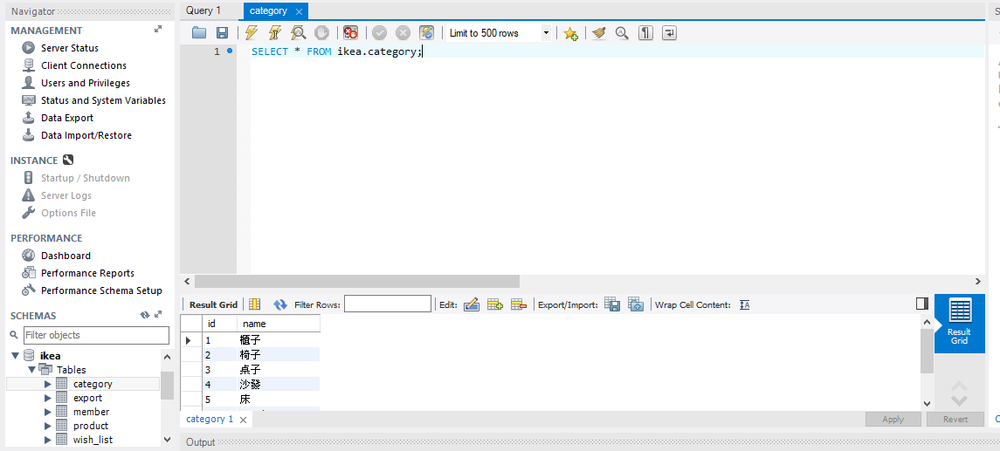 Navigator
MANAGEMENT
Server Status
Client Connections
Users and Privileges
Status and System Variables
Data Export
Data Import/Restore
INSTANCE
Startup / Shutdown
Server Logs
Options File
PERFORMANCE
Dashboard
Performance Reports
Performance Schema Setup
SCHEMAS
Filter objects
ikea
Tables
category
export
member
product
wish_list
Query 1 category
Limit to 500 rows
1 SELECT * FROM ikea.category;
Result Grid Filter Rows: Edit: Export/Import: Wrap Cell Content:
id name
1 櫃子
2 椅子
3 桌子
4 沙發
5 床
Result
Grid
category 1 Apply Revert
Output